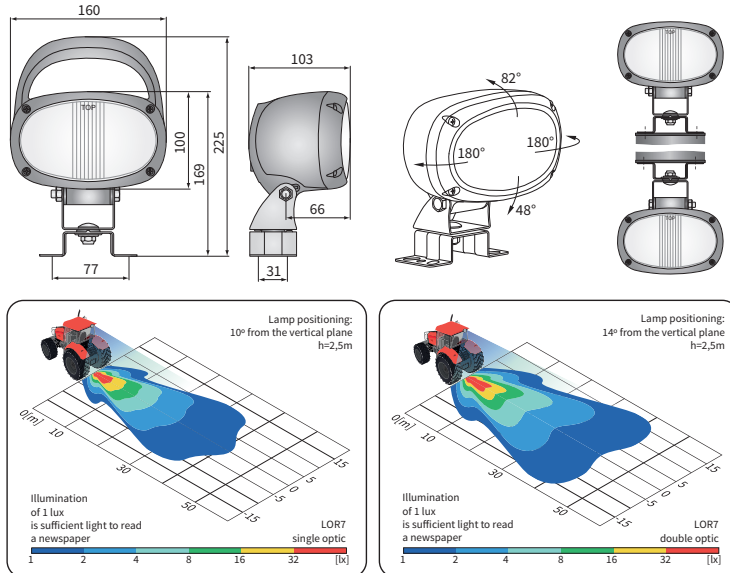 160
TOP
100
169
225
77
103
66
31
82°
180°
180°
48°
TOP
TOP
Lamp positioning:
10° from the vertical plane
h=2,5m
0[m]
10
30
50
15
5
0
-5
-15
Illumination
of 1 lux
is sufficient light to read
a newspaper
LOR7
single optic
1 2 4 8 16 32 [lx]
Lamp positioning:
14° from the vertical plane
h=2,5m
0[m]
10
30
50
15
5
0
-5
-15
Illumination
of 1 lux
is sufficient light to read
a newspaper
LOR7
double optic
1 2 4 8 16 32 [lx]